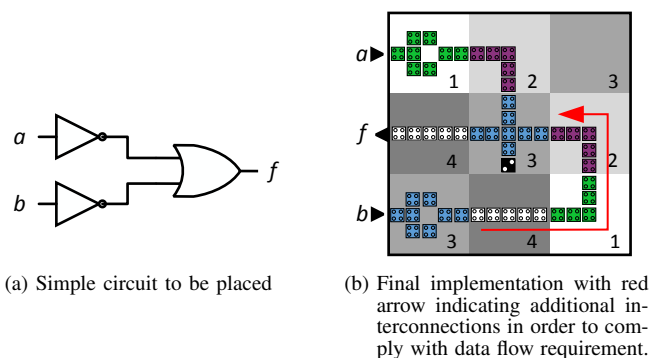 a
b
f
a
f
b
1
2
3
4
3
2
3
4
1
(a) Simple circuit to be placed
(b) Final implementation with red
arrow indicating additional in-
terconnections in order to com-
ply with data flow requirement.